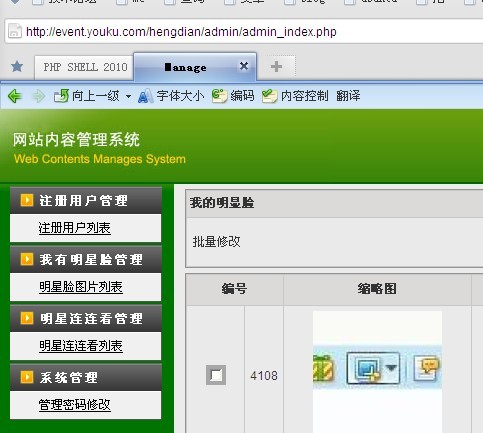 http://event.youku.com/hengdian/admin/admin_index.php
PHP SHELL 2010
Manage
向上一级
字体大小
编码
内容控制
翻译
网站内容管理系统
Web Contents Manages System
注册用户管理
注册用户列表
我有明星脸管理
明星脸图片列表
明星连连看管理
明星连连看列表
系统管理
管理密码修改
我的明显脸
批量修改
编号
缩略图
4108